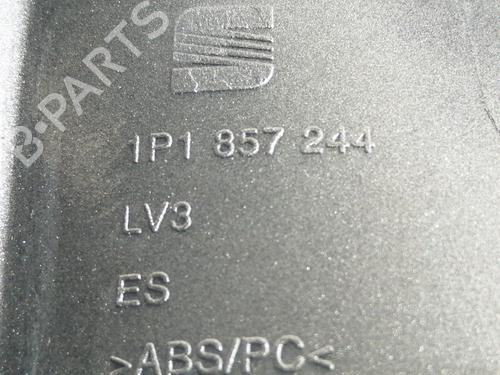 B-PARTS
1P1 857 244
LV3
ES
>ABS/PC<